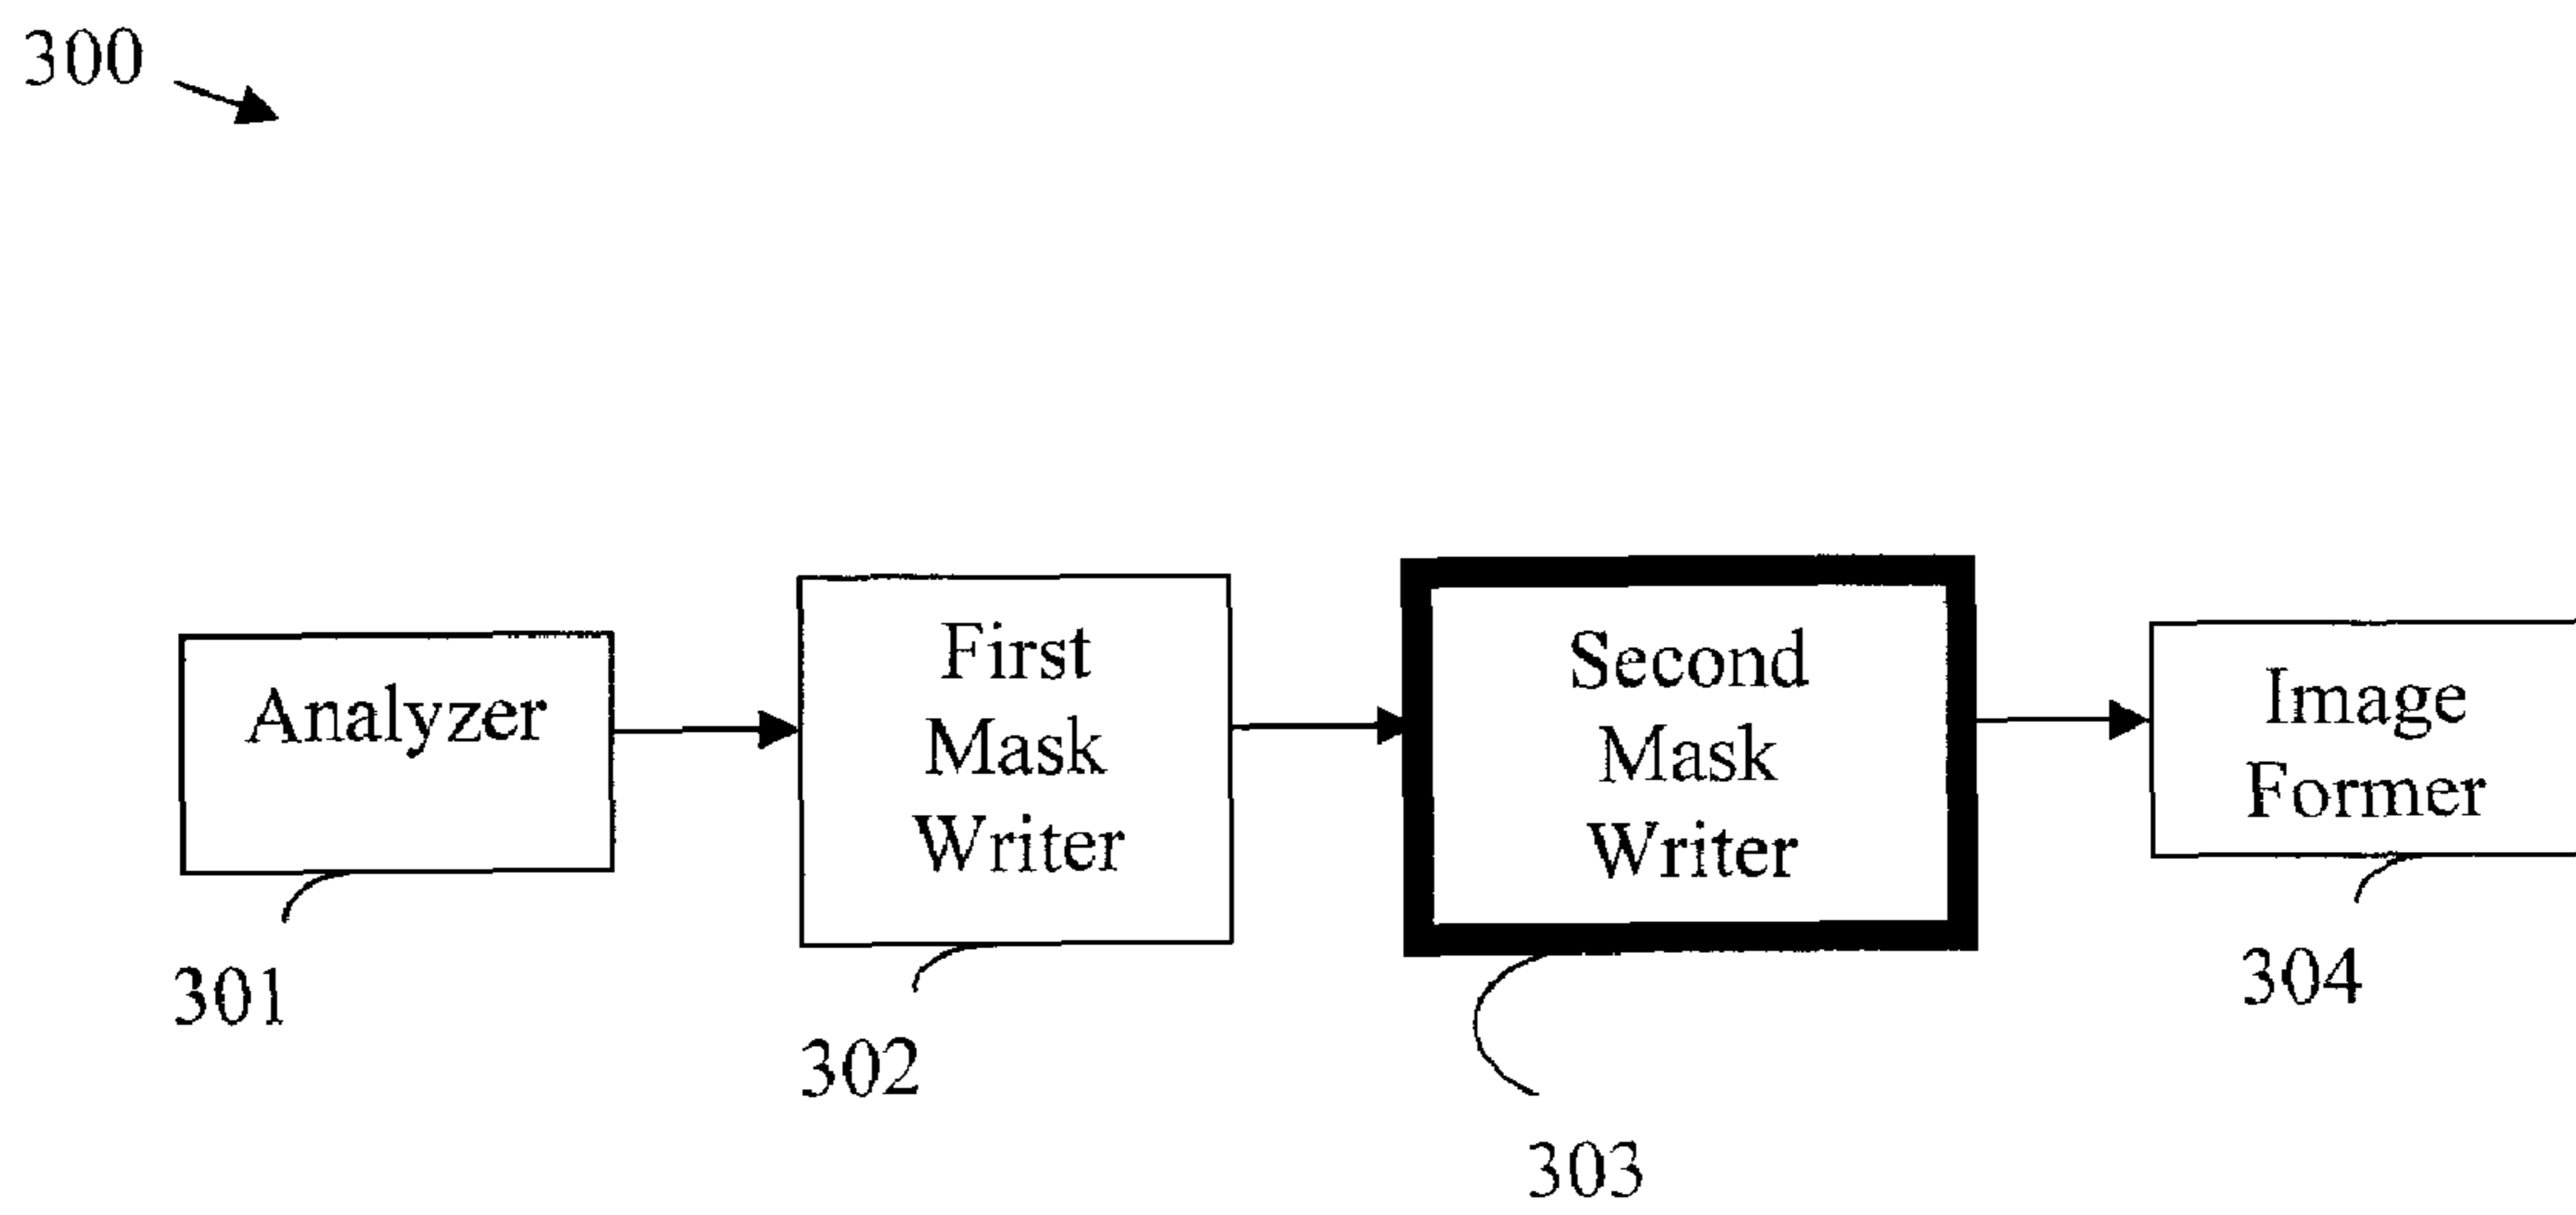 300
Analyzer
First
Mask
Writer
Second
Mask
Writer
Image
Former
301
302
303
304